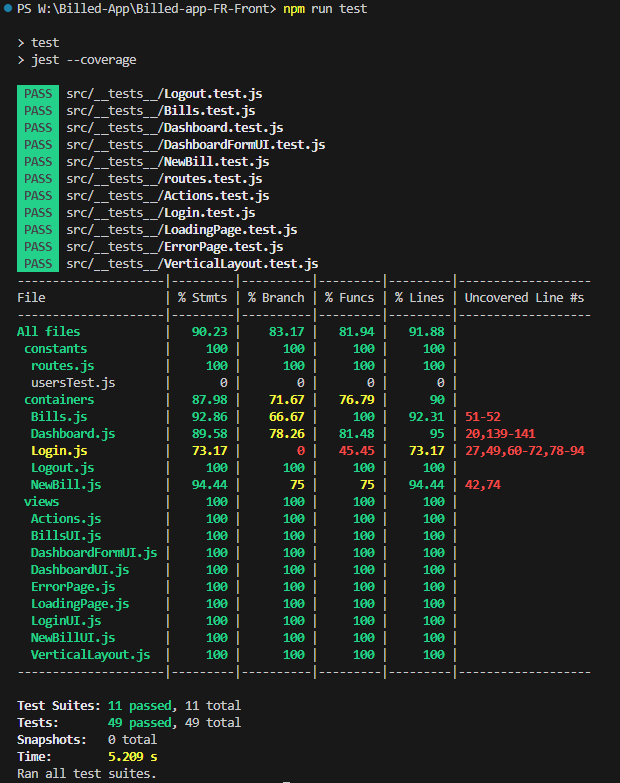 PS W:\Billed-App\Billed-app-FR-Front> npm run test
> test
> jest --coverage
PASS src/__tests__/Logout.test.js
PASS src/__tests__/Bills.test.js
PASS src/__tests__/Dashboard.test.js
PASS src/__tests__/DashboardFormUI.test.js
PASS src/__tests__/NewBill.test.js
PASS src/__tests__/routes.test.js
PASS src/__tests__/Actions.test.js
PASS src/__tests__/Login.test.js
PASS src/__tests__/LoadingPage.test.js
PASS src/__tests__/ErrorPage.test.js
PASS src/__tests__/VerticalLayout.test.js
---------------------|---------|----------|---------|---------|-------------------
File                 | % Stmts | % Branch | % Funcs | % Lines | Uncovered Line #s
---------------------|---------|----------|---------|---------|-------------------
All files            |   90.23 |    83.17 |   81.94 |   91.88 |
 constants           |     100 |      100 |     100 |     100 |
  routes.js          |     100 |      100 |     100 |     100 |
  usersTest.js       |       0 |        0 |       0 |       0 |
 containers          |   87.98 |    71.67 |   76.79 |      90 |
  Bills.js           |   92.86 |    66.67 |     100 |   92.31 | 51-52
  Dashboard.js       |   89.58 |    78.26 |   81.48 |      95 | 20,139-141
  Login.js           |   73.17 |        0 |   45.45 |   73.17 | 27,49,60-72,78-94
  Logout.js          |     100 |      100 |     100 |     100 |
  NewBill.js         |   94.44 |       75 |      75 |   94.44 | 42,74
 views               |     100 |      100 |     100 |     100 |
  Actions.js         |     100 |      100 |     100 |     100 |
  BillsUI.js         |     100 |      100 |     100 |     100 |
  DashboardFormUI.js |     100 |      100 |     100 |     100 |
  DashboardUI.js     |     100 |      100 |     100 |     100 |
  ErrorPage.js       |     100 |      100 |     100 |     100 |
  LoadingPage.js     |     100 |      100 |     100 |     100 |
  LoginUI.js         |     100 |      100 |     100 |     100 |
  NewBillUI.js       |     100 |      100 |     100 |     100 |
  VerticalLayout.js  |     100 |      100 |     100 |     100 |
---------------------|---------|----------|---------|---------|-------------------
Test Suites: 11 passed, 11 total
Tests:       49 passed, 49 total
Snapshots:   0 total
Time:        5.209 s
Ran all test suites.